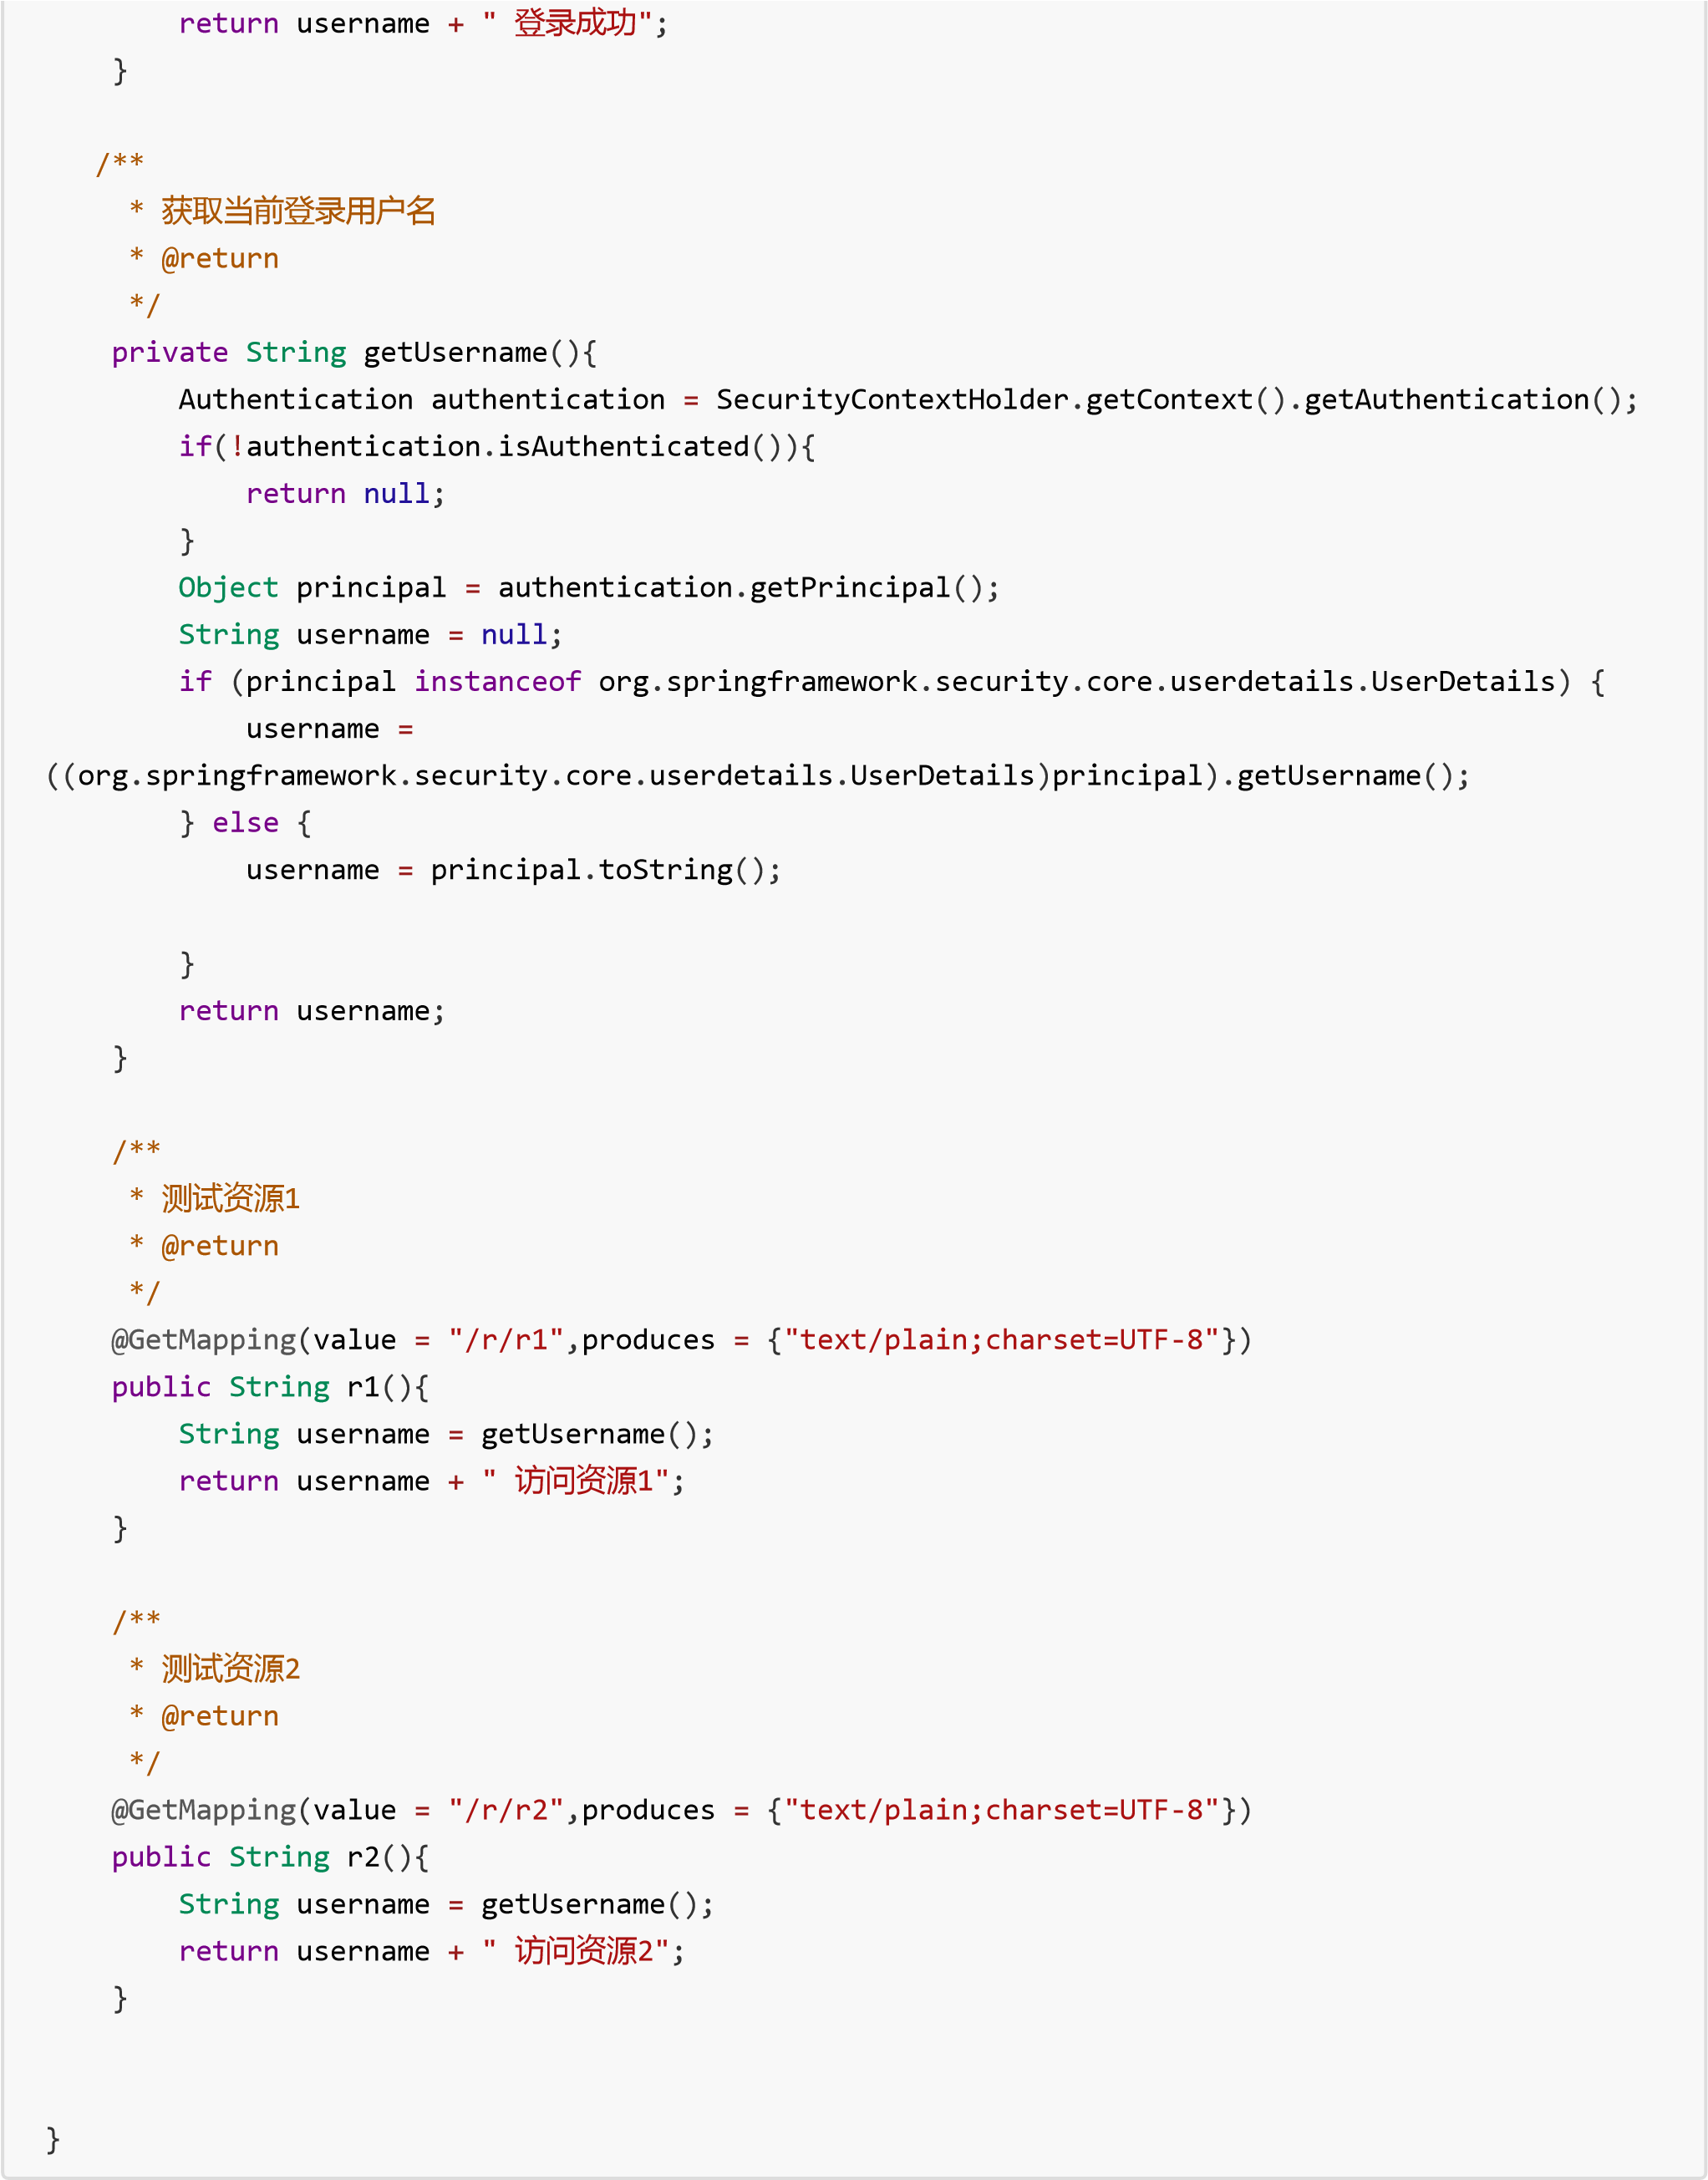 return username + " 登录成功";
}
/**
* 获取当前登录用户名
* @return
*/
private String getUsername(){
Authentication authentication = SecurityContextHolder.getContext().getAuthentication();
if(!authentication.isAuthenticated()){
return null;
}
Object principal = authentication.getPrincipal();
String username = null;
if (principal instanceof org.springframework.security.core.userdetails.UserDetails) {
username =
((org.springframework.security.core.userdetails.UserDetails)principal).getUsername();
} else {
username = principal.toString();
}
return username;
}
/**
* 测试资源1
* @return
*/
@GetMapping(value = "/r/r1",produces = {"text/plain;charset=UTF-8"})
public String r1(){
String username = getUsername();
return username + " 访问资源1";
}
/**
* 测试资源2
* @return
*/
@GetMapping(value = "/r/r2",produces = {"text/plain;charset=UTF-8"})
public String r2(){
String username = getUsername();
return username + " 访问资源2";
}
}